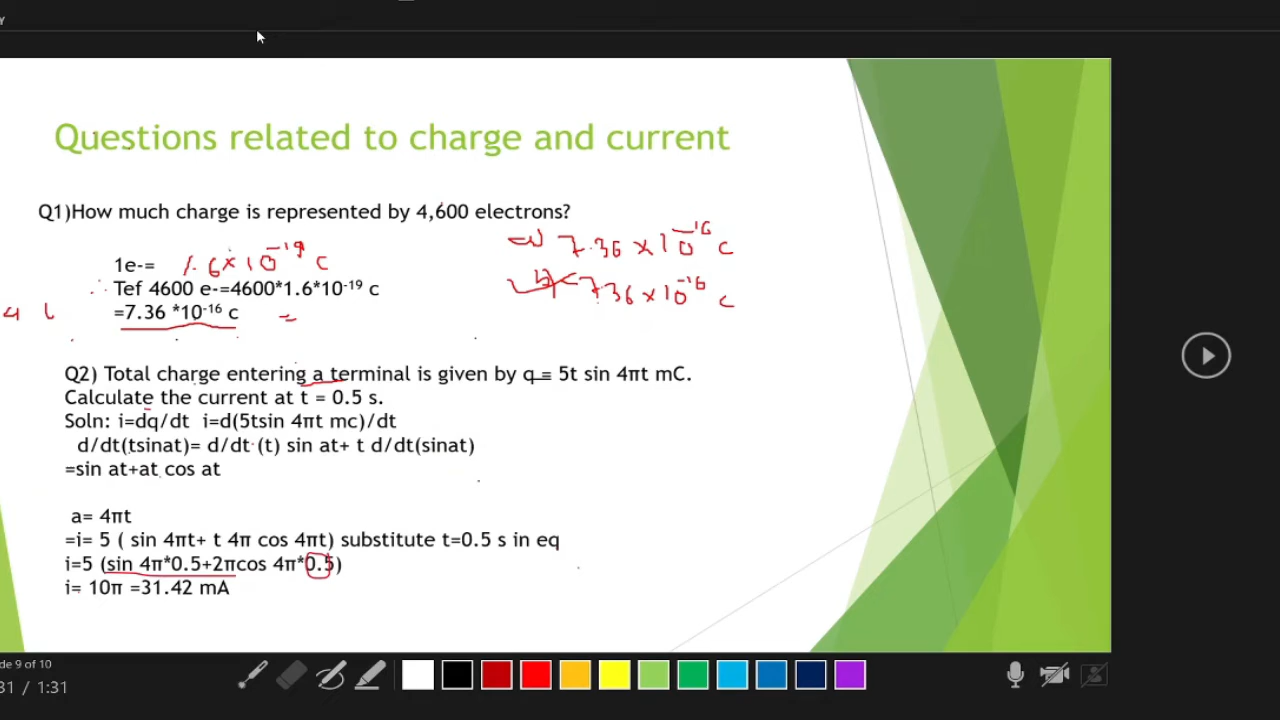 Y
Questions related to charge and current
Q1)How much charge is represented by 4,600 electrons?
7.36 × 10⁻¹⁶ c
1e-= 1.6×10⁻¹⁹ c
Tef 4600 e-=4600*1.6*10⁻¹⁹ c
736 ×10⁻¹⁶ c
=7.36 *10⁻¹⁶ c =
Q2) Total charge entering a terminal is given by q = 5t sin 4πt mC.
Calculate the current at t = 0.5 s.
Soln: i=dq/dt i=d(5tsin 4πt mc)/dt
d/dt(tsinat)= d/dt (t) sin at+ t d/dt(sinat)
=sin at+at cos at
a= 4πt
=i= 5 ( sin 4πt+ t 4π cos 4πt) substitute t=0.5 s in eq
i=5 (sin 4π*0.5+2πcos 4π*0.5)
i= 10π =31.42 mA
de 9 of 10
31 / 1:31